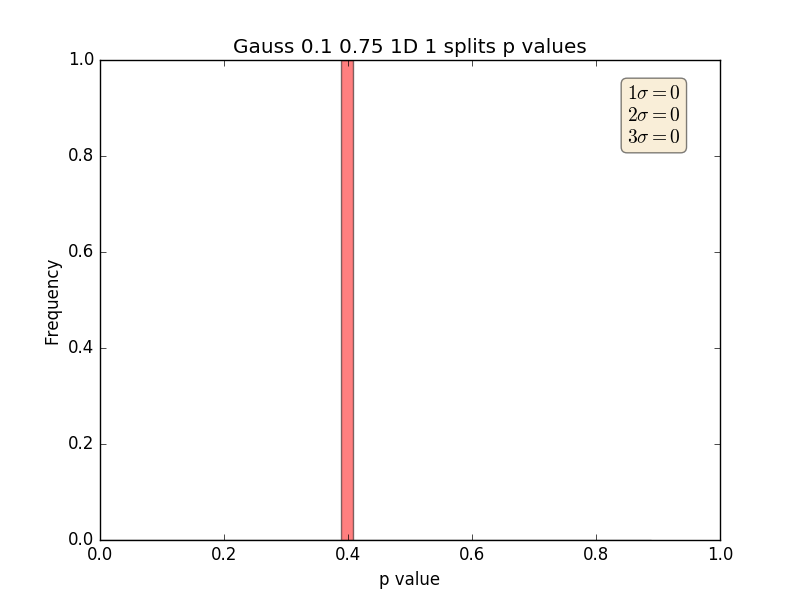 Gauss 0.1 0.75 1D 1 splits p values
1σ = 0
2σ = 0
3σ = 0
1.0
0.8
0.6
0.4
0.2
0.0
Frequency
0.0 0.2 0.4 0.6 0.8 1.0
p value